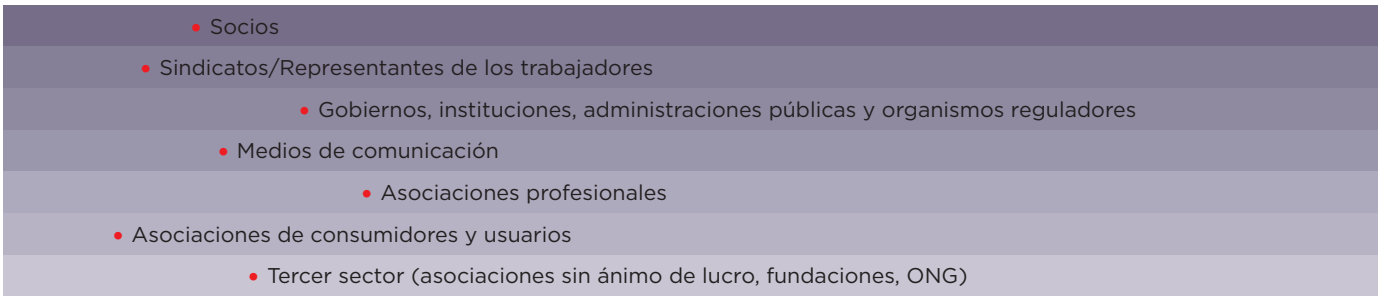 • Socios
• Sindicatos/Representantes de los trabajadores
• Gobiernos, instituciones, administraciones públicas y organismos reguladores
• Medios de comunicación
• Asociaciones profesionales
• Asociaciones de consumidores y usuarios
• Tercer sector (asociaciones sin ánimo de lucro, fundaciones, ONG)